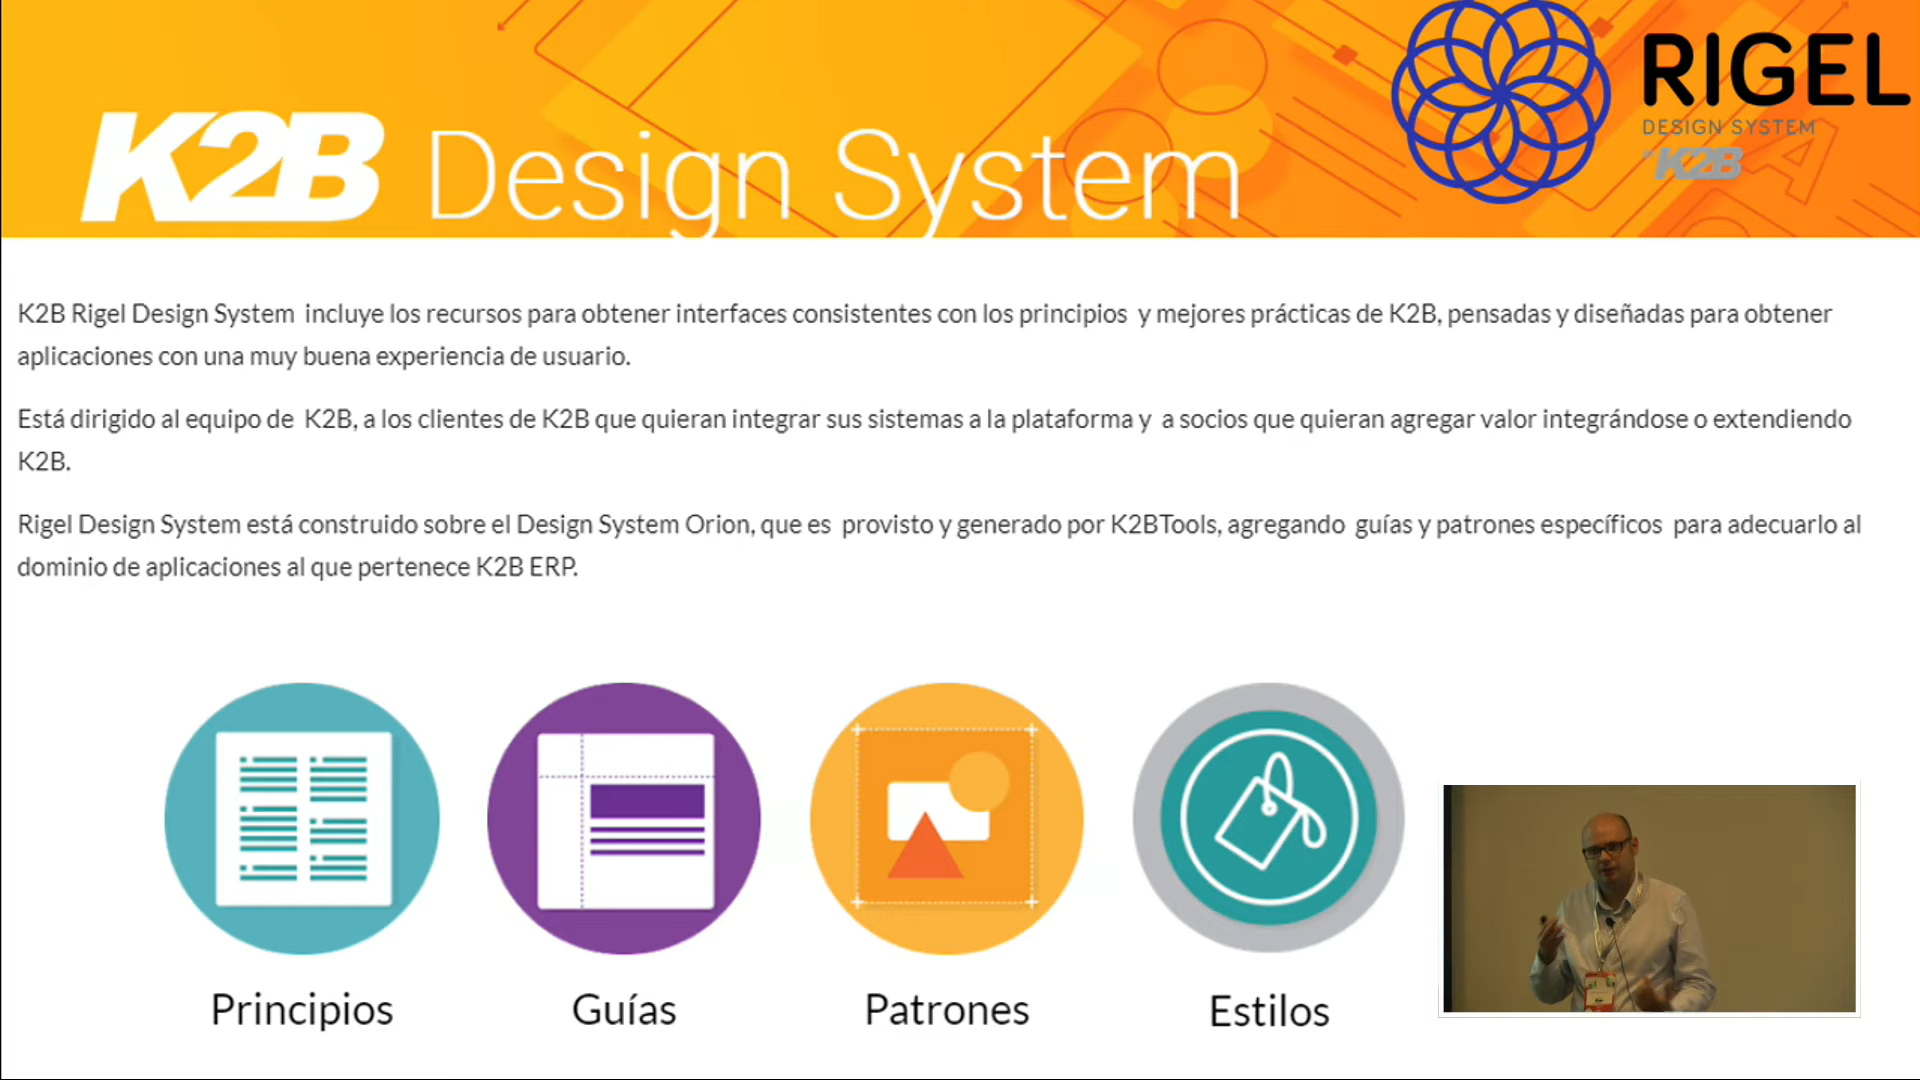 K2B Design System
RIGEL
DESIGN SYSTEM
K2B
K2B Rigel Design System incluye los recursos para obtener interfaces consistentes con los principios y mejores prácticas de K2B, pensadas y diseñadas para obtener
aplicaciones con una muy buena experiencia de usuario.
Está dirigido al equipo de K2B, a los clientes de K2B que quieran integrar sus sistemas a la plataforma y a socios que quieran agregar valor integrándose o extendiendo
K2B.
Rigel Design System está construido sobre el Design System Orion, que es provisto y generado por K2BTools, agregando guías y patrones específicos para adecuarlo al
dominio de aplicaciones al que pertenece K2B ERP.
Principios
Guías
Patrones
Estilos